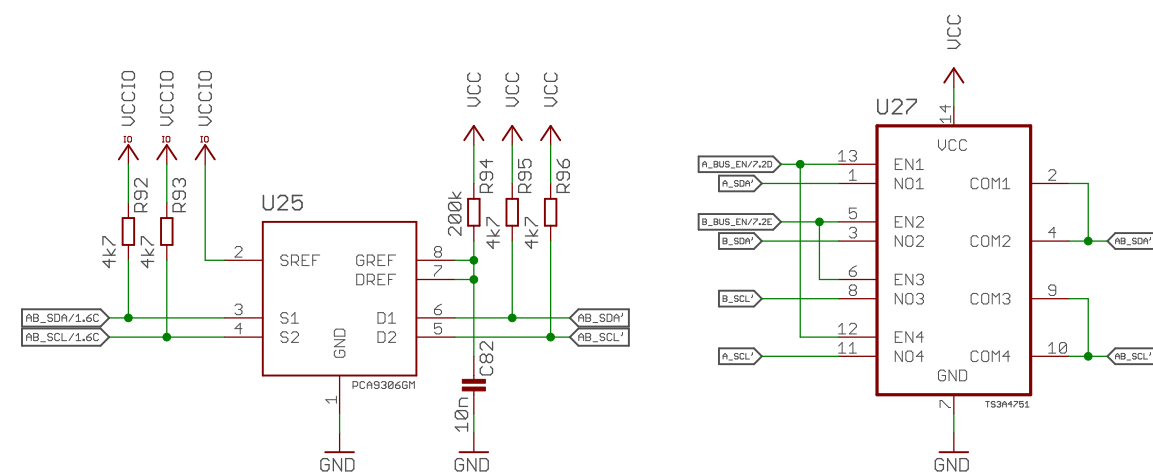 VCCIO
VCCIO
VCCIO
IO
IO
IO
R92
4k7
R93
4k7
U25
2
SREF
3
S1
4
S2
GREF
8
DREF
7
D1
6
D2
5
GND
1
PCA9306GM
GND
AB_SDA/1.6C
AB_SCL/1.6C
VCC
VCC
VCC
R94
200k
R95
4k7
R96
4k7
AB_SDA'
AB_SCL'
C82
10n
GND
VCC
U27
14
VCC
A_BUS_EN/7.2D
13
EN1
A_SDA'
1
NO1
COM1
2
B_BUS_EN/7.2E
5
EN2
B_SDA'
3
NO2
COM2
4
AB_SDA'
6
EN3
B_SCL'
8
NO3
COM3
9
12
EN4
A_SCL'
11
NO4
COM4
10
AB_SCL'
GND
7
TS3A4751
GND